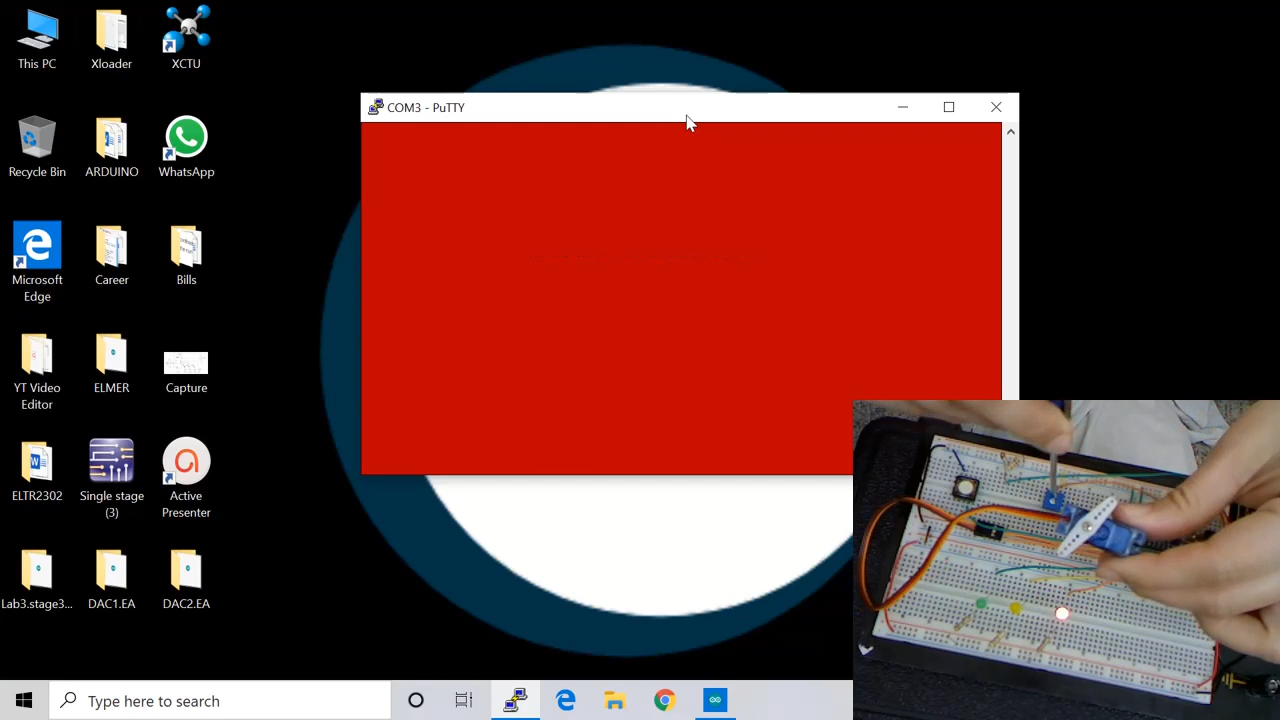 This PC
Xloader
XCTU
Recycle Bin
ARDUINO
WhatsApp
Microsoft
Edge
Career
Bills
YT Video
Editor
ELMER
Capture
ELTR2302
Single stage
(3)
Active
Presenter
Lab3.stage3...
DAC1.EA
DAC2.EA
COM3 - PuTTY
Type here to search